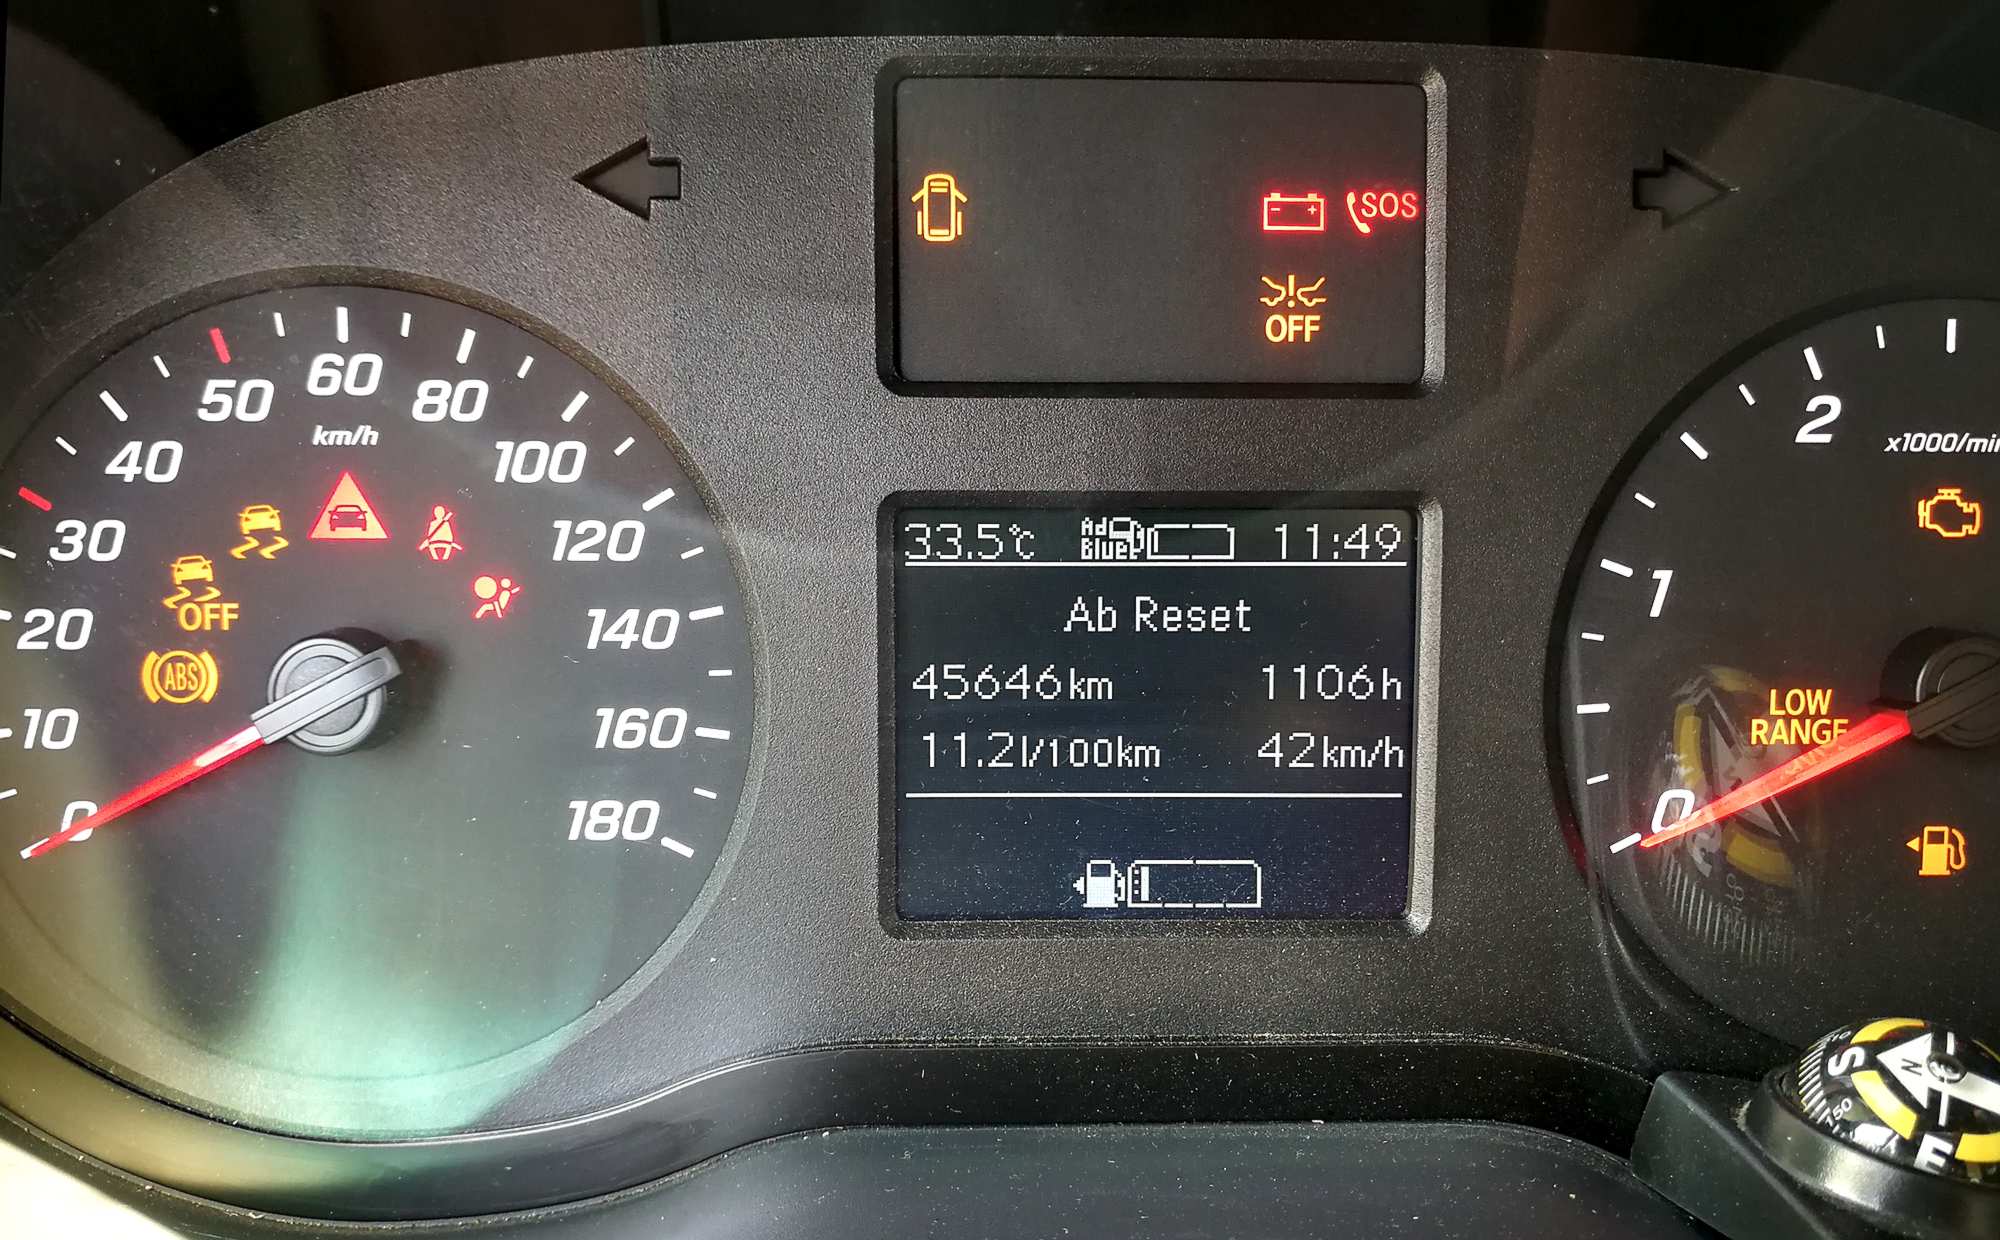 SOS
OFF
60
50
80
km/h
40
100
30
120
OFF
20
140
ABS
10
160
0
180
33.5°C
Ad
Blue
11:49
Ab Reset
45646km
1106h
11.2l/100km
42km/h
2
x1000/min
1
LOW
RANGE
0
S
N
E